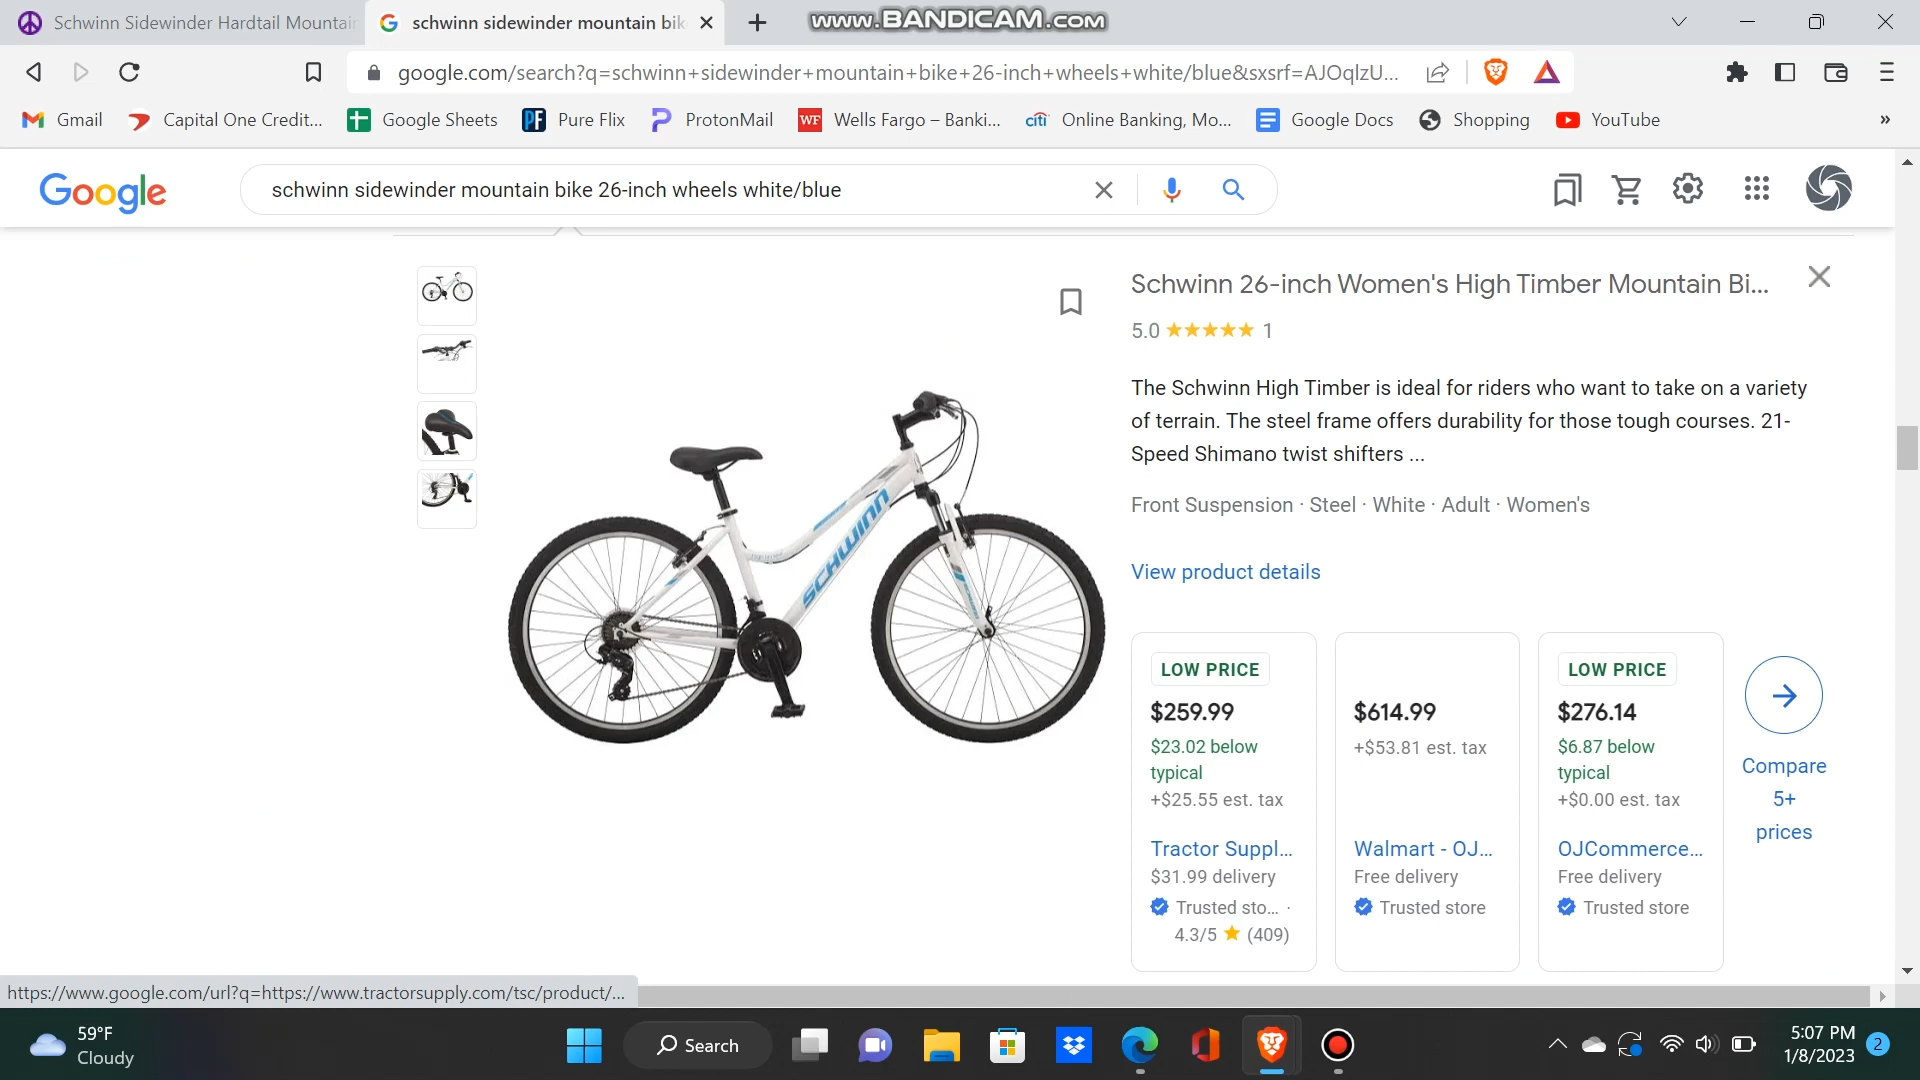 Schwinn Sidewinder Hardtail Mountain
schwinn sidewinder mountain bik
www.BANDICAM.com
google.com/search?q=schwinn+sidewinder+mountain+bike+26-inch+wheels+white/blue&sxsrf=AJOqlzU...
Gmail
Capital One Credit...
Google Sheets
PF
Pure Flix
ProtonMail
WF
Wells Fargo – Banki...
citi
Online Banking, Mo...
Google Docs
Shopping
YouTube
»
Google
schwinn sidewinder mountain bike 26-inch wheels white/blue
Schwinn 26-inch Women's High Timber Mountain Bi...
5.0 ★★★★★ 1
The Schwinn High Timber is ideal for riders who want to take on a variety
of terrain. The steel frame offers durability for those tough courses. 21-
Speed Shimano twist shifters ...
Front Suspension · Steel · White · Adult · Women's
View product details
SCHWINN
LOW PRICE
$259.99
$23.02 below
typical
+$25.55 est. tax
Tractor Suppl...
$31.99 delivery
Trusted sto... ·
4.3/5 ★ (409)
$614.99
+$53.81 est. tax
Walmart - OJ...
Free delivery
Trusted store
LOW PRICE
$276.14
$6.87 below
typical
+$0.00 est. tax
OJCommerce...
Free delivery
Trusted store
Compare
5+
prices
https://www.google.com/url?q=https://www.tractorsupply.com/tsc/product/...
59°F
Cloudy
Search
5:07 PM
1/8/2023
2